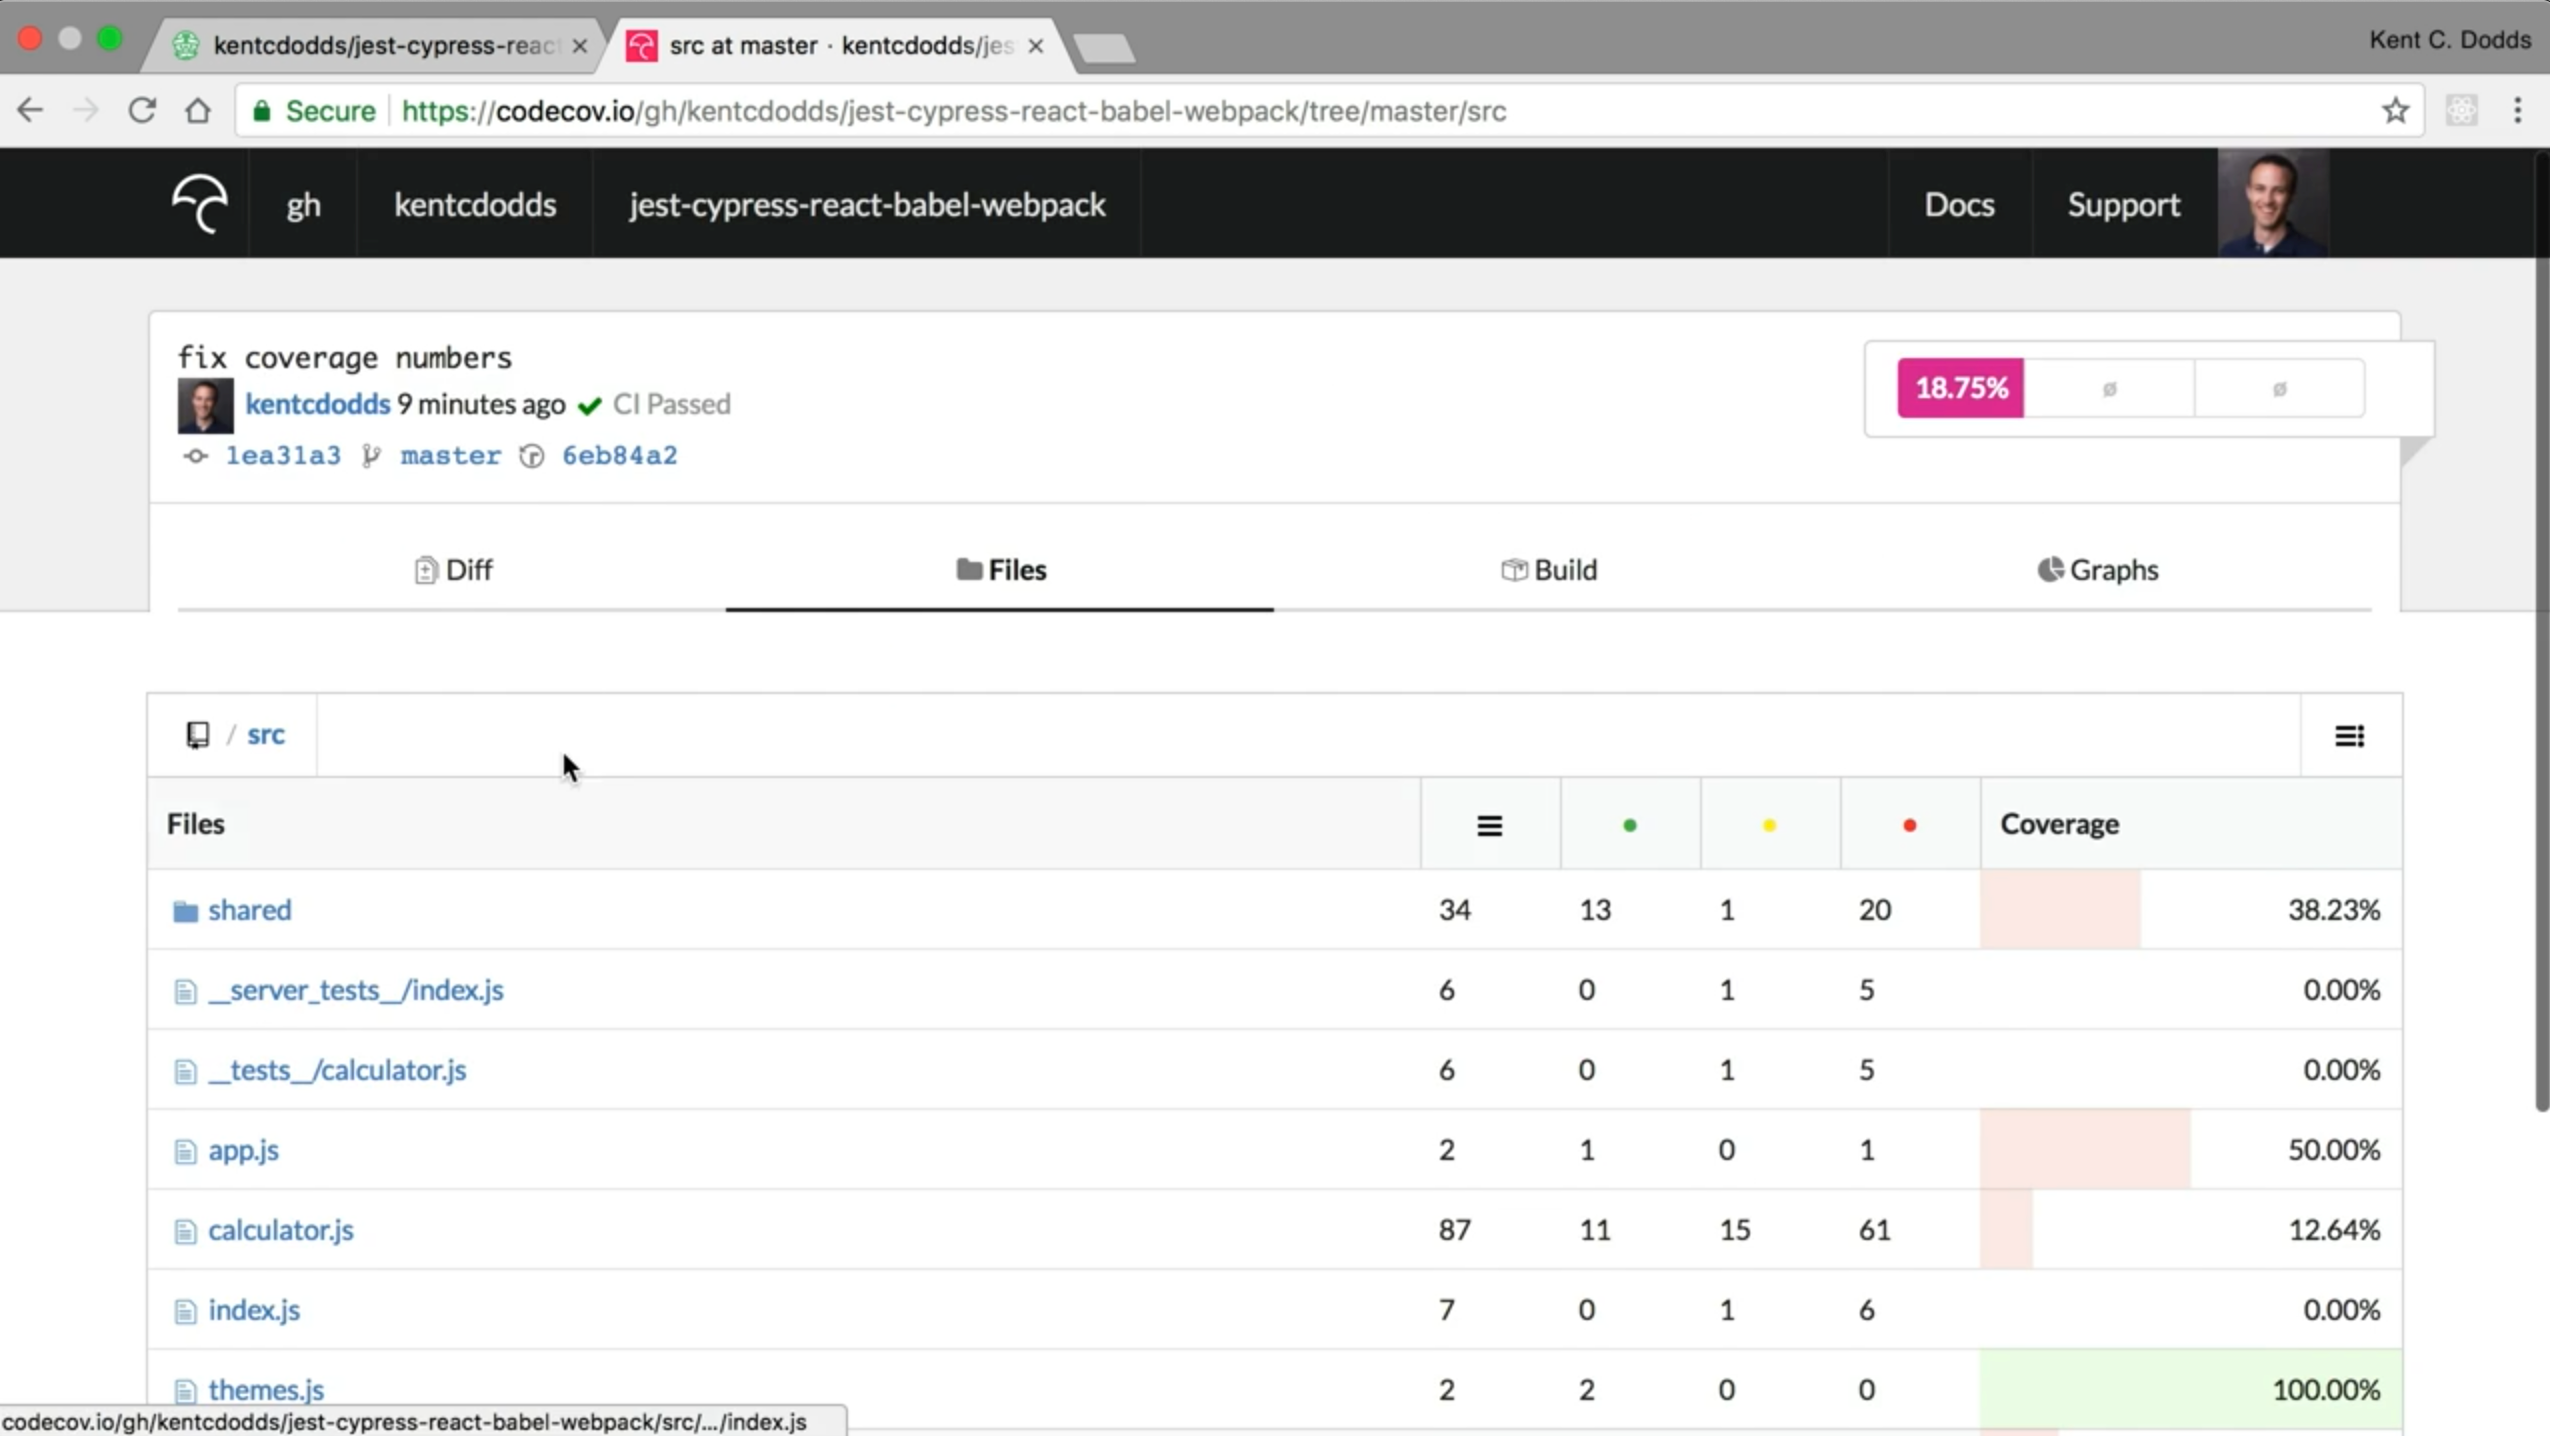 kentcdodds/jest-cypress-reac
src at master · kentcdodds/jes
Kent C. Dodds
Secure https://codecov.io/gh/kentcdodds/jest-cypress-react-babel-webpack/tree/master/src
gh kentcdodds jest-cypress-react-babel-webpack Docs Support
fix coverage numbers
18.75% ø ø
kentcdodds 9 minutes ago ✔ CI Passed
1ea31a3 master 6eb84a2
Diff Files Build Graphs
/ src
Files Coverage
shared 34 13 1 20 38.23%
__server_tests__/index.js 6 0 1 5 0.00%
__tests__/calculator.js 6 0 1 5 0.00%
app.js 2 1 0 1 50.00%
calculator.js 87 11 15 61 12.64%
index.js 7 0 1 6 0.00%
themes.js 2 2 0 0 100.00%
codecov.io/gh/kentcdodds/jest-cypress-react-babel-webpack/src/.../index.js